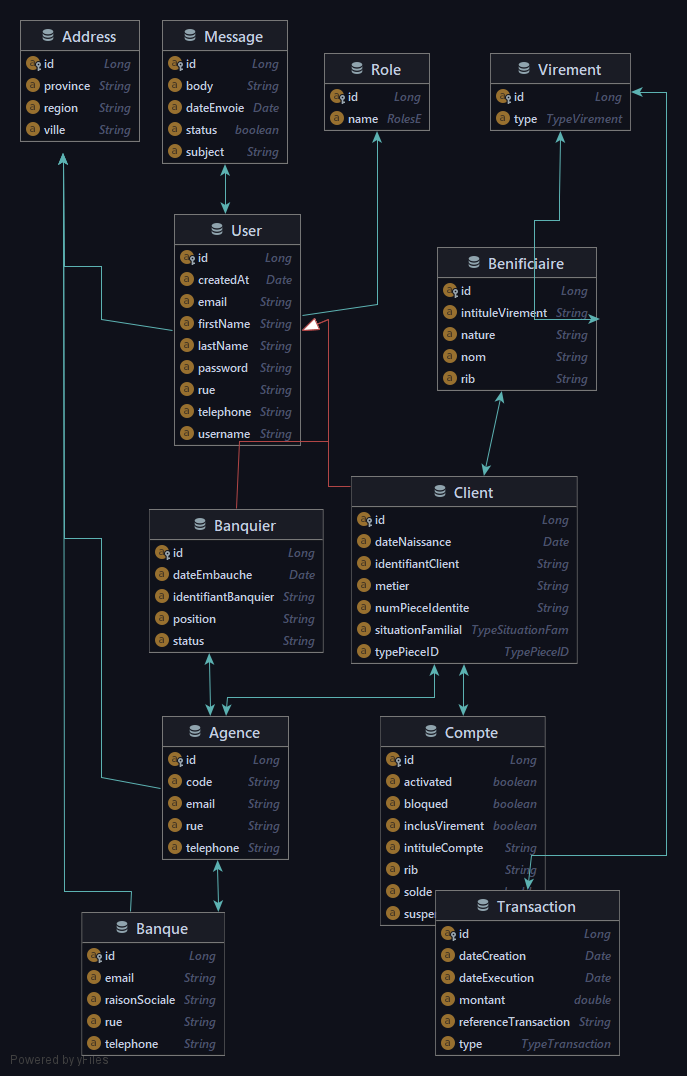 Address
id Long
province String
region String
ville String
Message
id Long
body String
dateEnvoie Date
status boolean
subject String
Role
id Long
name RolesE
Virement
id Long
type TypeVirement
User
id Long
createdAt Date
email String
firstName String
lastName String
password String
rue String
telephone String
username String
Benificiaire
id Long
intituleVirement String
nature String
nom String
rib String
Client
id Long
dateNaissance Date
identifiantClient String
metier String
numPieceIdentite String
situationFamilial TypeSituationFam
typePieceID TypePieceID
Banquier
id Long
dateEmbauche Date
identifiantBanquier String
position String
status String
Agence
id Long
code String
email String
rue String
telephone String
Compte
id Long
activated boolean
bloqued boolean
inclusVirement boolean
intituleCompte String
rib String
solde
Transaction
id Long
dateCreation Date
dateExecution Date
montant double
referenceTransaction String
type TypeTransaction
Banque
id Long
email String
raisonSociale String
rue String
telephone String
Powered by yFiles